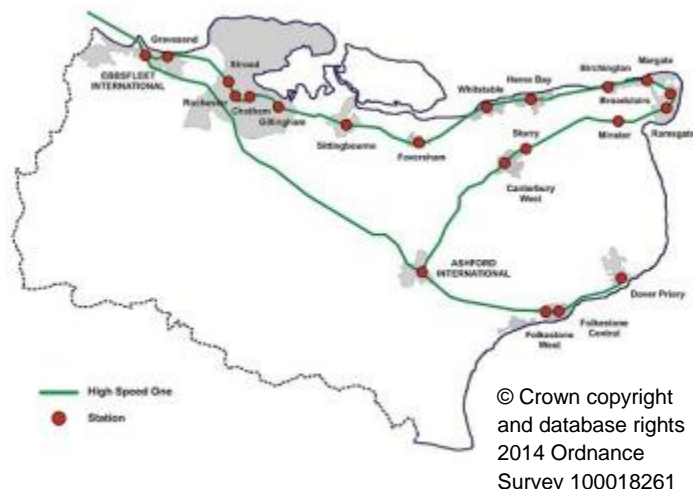 Gravesend
Strood
EBBSFLEET
INTERNATIONAL
Rochester
Chatham
Gillingham
Sittingbourne
Faversham
Whitstable
Herne Bay
Birchington
Margate
Broadstairs
Ramsgate
Minster
Sturry
Canterbury
West
ASHFORD
INTERNATIONAL
Dover Priory
Folkestone
West
Folkestone
Central
High Speed One
Station
© Crown copyright
and database rights
2014 Ordnance
Survey 100018261